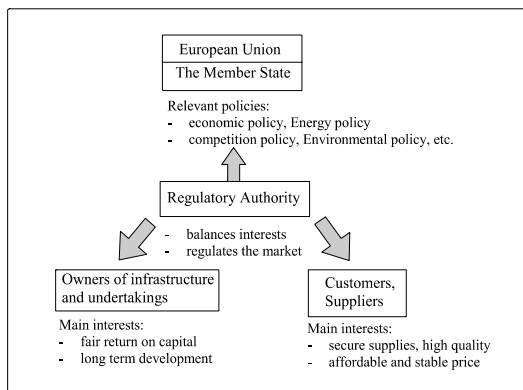 European Union
The Member State
Relevant policies:
- economic policy, Energy policy
- competition policy, Environmental policy, etc.
Regulatory Authority
- balances interests
- regulates the market
Owners of infrastructure
and undertakings
Main interests:
- fair return on capital
- long term development
Customers,
Suppliers
Main interests:
- secure supplies, high quality
- affordable and stable price